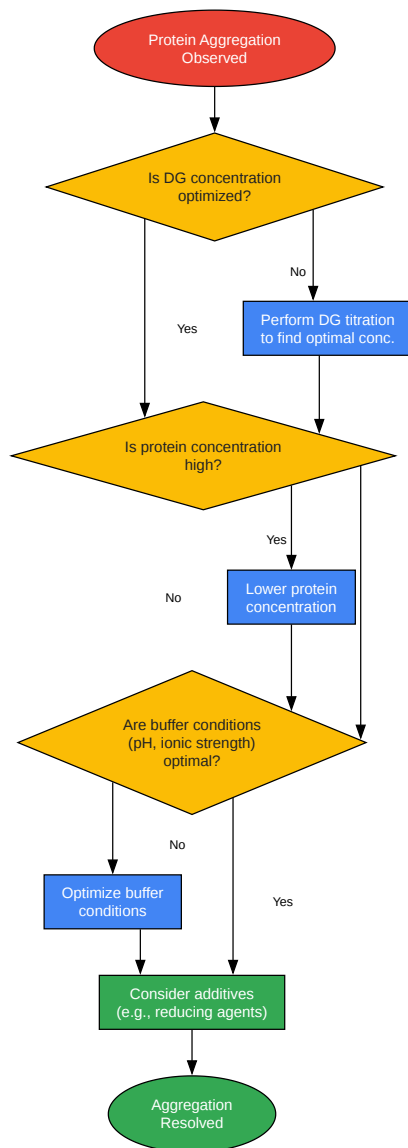 Protein Aggregation
Observed
Is DG concentration
optimized?
No
Perform DG titration
to find optimal conc.
Yes
Is protein concentration
high?
Yes
Lower protein
concentration
No
Are buffer conditions
(pH, ionic strength)
optimal?
No
Optimize buffer
conditions
Yes
Consider additives
(e.g., reducing agents)
Aggregation
Resolved